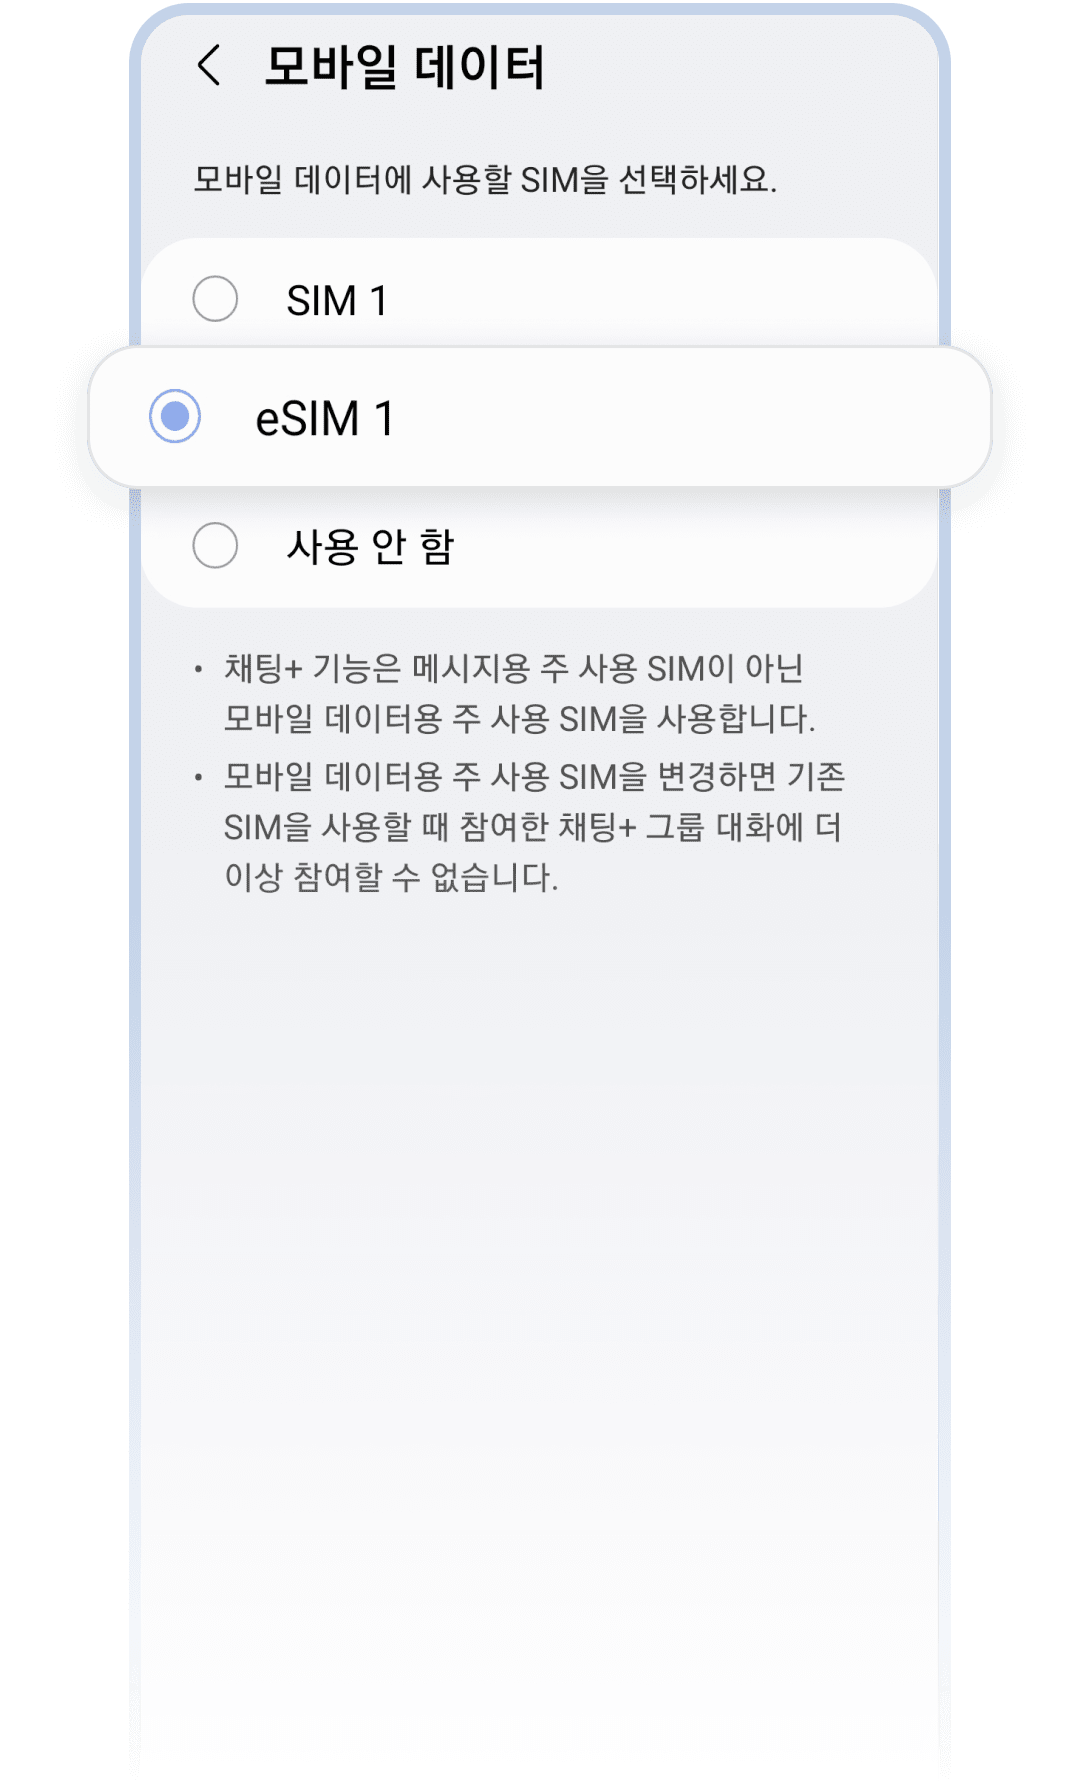 모바일 데이터
모바일 데이터에 사용할 SIM을 선택하세요.
SIM 1
eSIM 1
사용 안 함
• 채팅+ 기능은 메시지용 주 사용 SIM이 아닌
모바일 데이터용 주 사용 SIM을 사용합니다.
• 모바일 데이터용 주 사용 SIM을 변경하면 기존
SIM을 사용할 때 참여한 채팅+ 그룹 대화에 더
이상 참여할 수 없습니다.